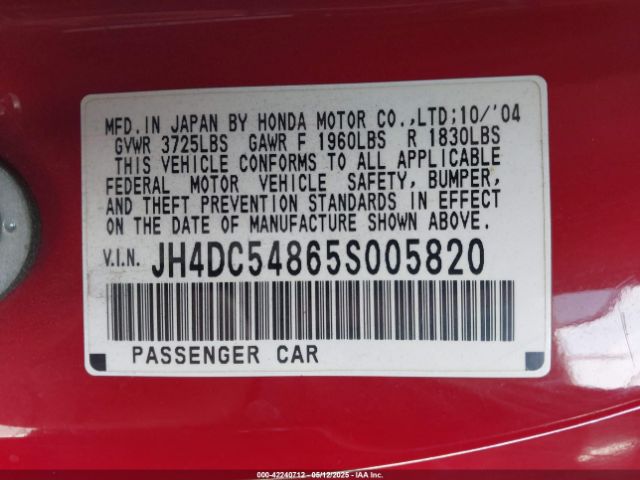 MFD.IN JAPAN BY HONDA MOTOR CO.,LTD;10/'04
GVWR 3725LBS GAWR F 1960LBS R 1830LBS
THIS VEHICLE CONFORMS TO ALL APPLICABLE
FEDERAL MOTOR VEHICLE SAFETY, BUMPER,
AND THEFT PREVENTION STANDARDS IN EFFECT
ON THE DATE OF MANUFACTURE SHOWN ABOVE.
V.I.N. JH4DC54865S005820
PASSENGER CAR
000-42240712 - 05/12/2025 - IAA Inc.